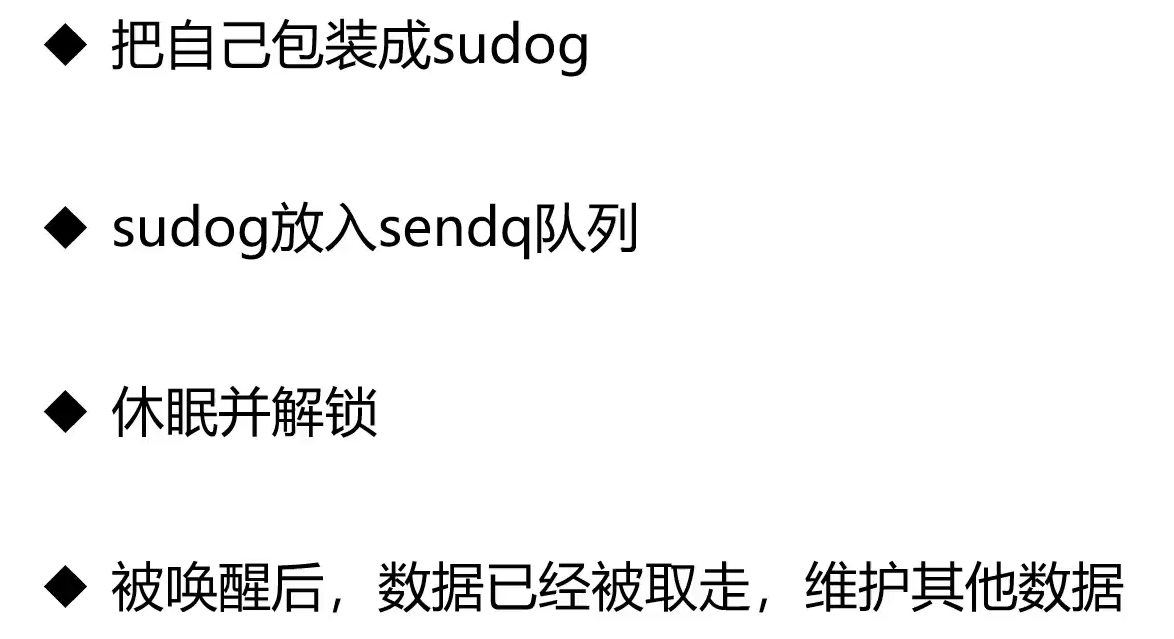 ◆ 把自己包装成sudog
◆ sudog放入sendq队列
◆ 休眠并解锁
◆ 被唤醒后，数据已经被取走，维护其他数据